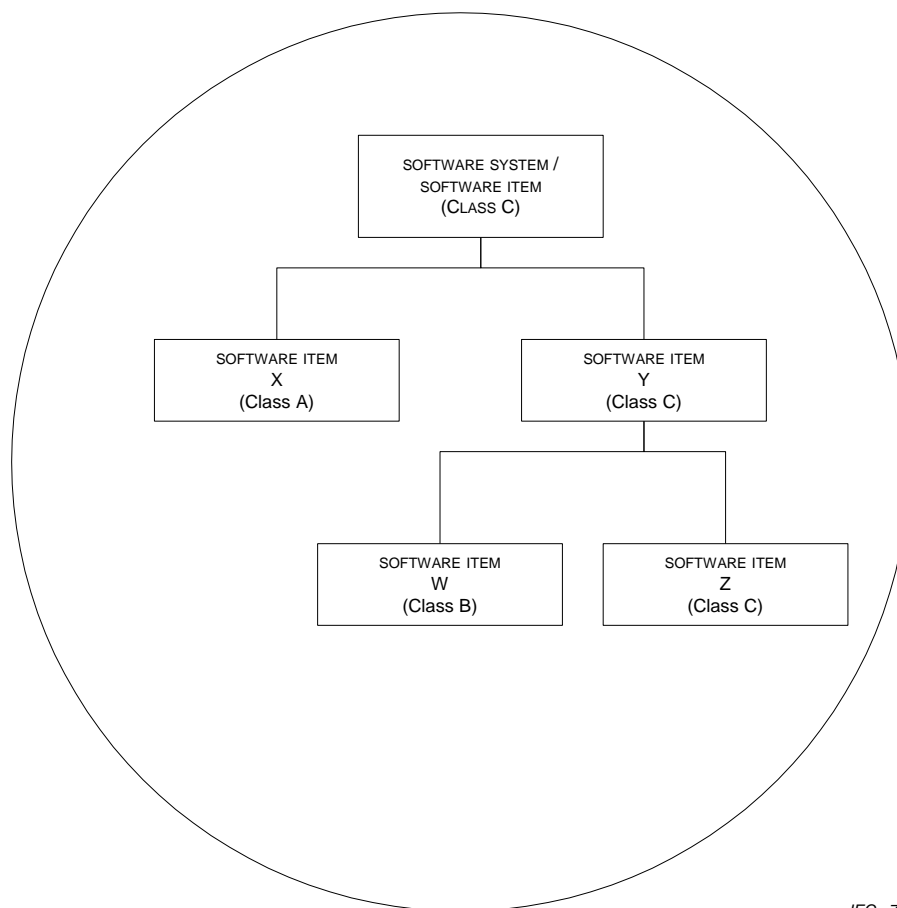 SOFTWARE SYSTEM /
SOFTWARE ITEM
(CLASS C)
SOFTWARE ITEM
X
(Class A)
SOFTWARE ITEM
Y
(Class C)
SOFTWARE ITEM
W
(Class B)
SOFTWARE ITEM
Z
(Class C)